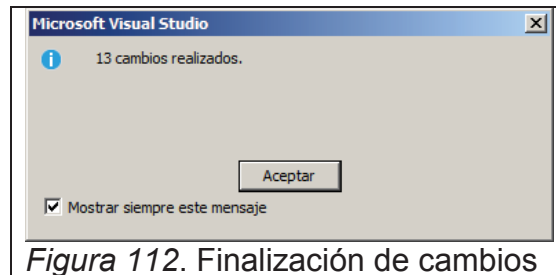 Microsoft Visual Studio
13 cambios realizados.
Aceptar
Mostrar siempre este mensaje
Figura 112. Finalización de cambios